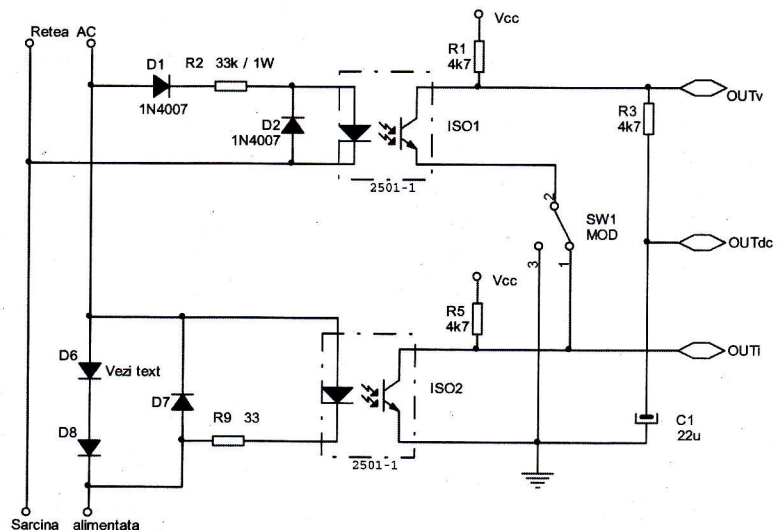 Retea AC
D1
1N4007
R2 33k / 1W
D2
1N4007
2501-1
ISO1
Vcc
R1
4k7
R3
4k7
OUTv
2
SW1
MOD
3
1
OUTdc
Vcc
R5
4k7
OUTi
D6
Vezi text
D7
D8
R9 33
ISO2
2501-1
C1
22u
Sarcina alimentata